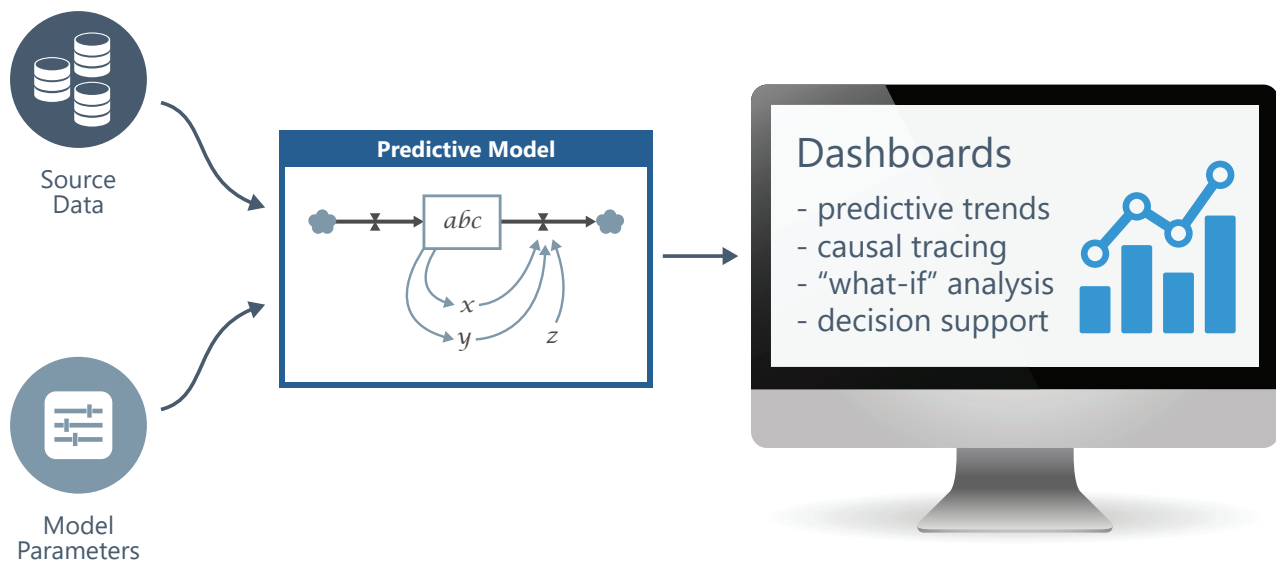 Source
Data
Model
Parameters
Predictive Model
abc
x
y
z
Dashboards
- predictive trends
- causal tracing
- “what-if” analysis
- decision support